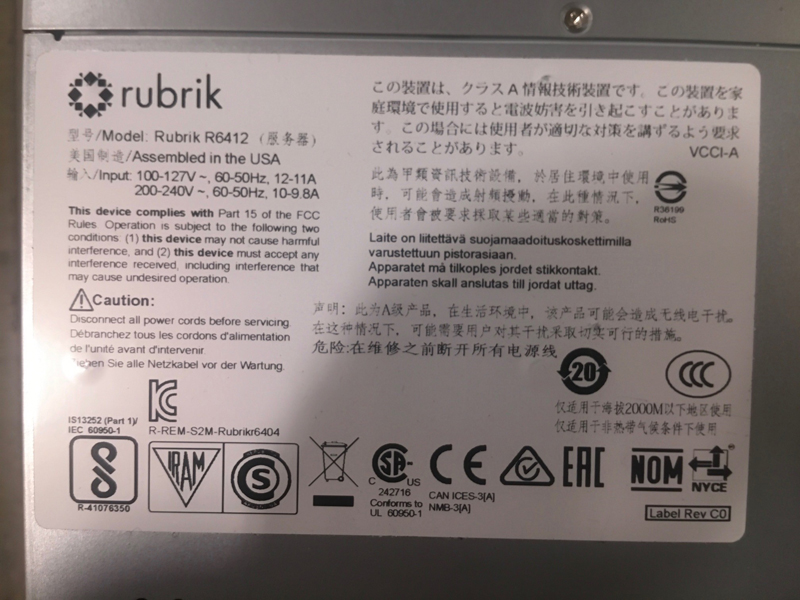 rubrik
型号/Model: Rubrik R6412 (服务器)
美国制造/Assembled in the USA
输入/Input: 100-127V ~, 60-50Hz, 12-11A
200-240V ~, 60-50Hz, 10-9.8A
This device complies with Part 15 of the FCC
Rules. Operation is subject to the following two
conditions: (1) this device may not cause harmful
interference, and (2) this device must accept any
interference received, including interference that
may cause undesired operation.
Caution:
Disconnect all power cords before servicing.
Débranchez tous les cordons d'alimentation
de l'unité avant d'intervenir
Ziehen Sie alle Netzkabel vor der Wartung.
この装置は、クラスA情報技術装置です。この装置を家
庭環境で使用すると電波妨害を引き起こすことがありま
す。この場合には使用者が適切な対策を講ずるよう要求
されることがあります。
VCCI-A
此為甲類資訊技術設備,於居住環境中使用
時,可能會造成射頻擾動,在此種情況下,
使用者會被要求採取某些適當的對策。
R36199
RoHS
Laite on liitettävä suojamaadoituskoskettimilla
varustettuun pistorasiaan.
Apparatet må tilkoples jordet stikkontakt.
Apparaten skall anslutas till jordat uttag.
声明:此为A级产品,在生活环境中,该产品可能会造成无线电干扰。
在这种情况下,可能需要用户对其干扰采取切实可行的措施。
危险:在维修之前断开所有电源线
20
CCC
仅适用于海拔2000M以下地区使用
仅适用于非热带气候条件下使用
IS13252 (Part 1)/
IEC 60950-1
R-41076350
R-REM-S2M-Rubrikr6404
IRAM
S
C SA US
242716
Conforms to
UL 60950-1
CE
CAN ICES-3[A]
NMB-3[A]
EAC
NOM
NYCE
Label Rev C0